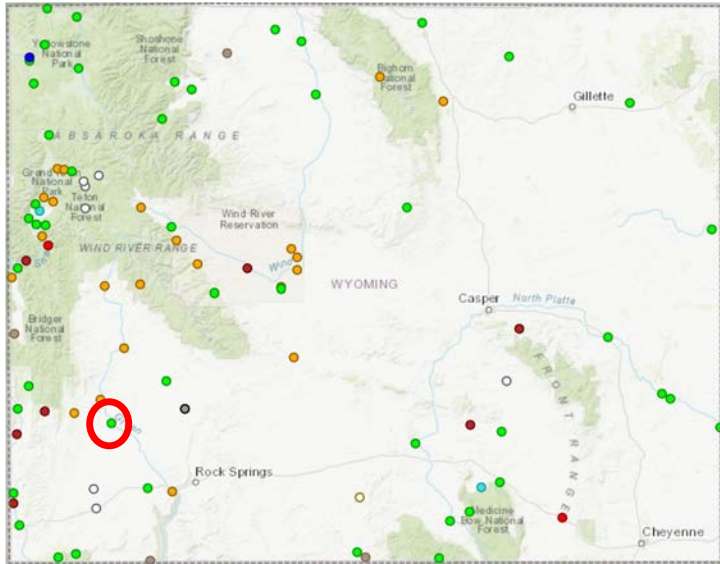 Yellowstone
National
Park
Shoshone
National
Forest
Bighorn
National
Forest
Gillette
ABSAROKA RANGE
Grand Teton
National
Park
Teton
National
Forest
Wind River
Reservation
WIND RIVER RANGE
Wind
WYOMING
Bridger
National
Forest
Casper
North Platte
FRONT RANGE
Green
Rock Springs
Medicine
Bow National
Forest
Cheyenne